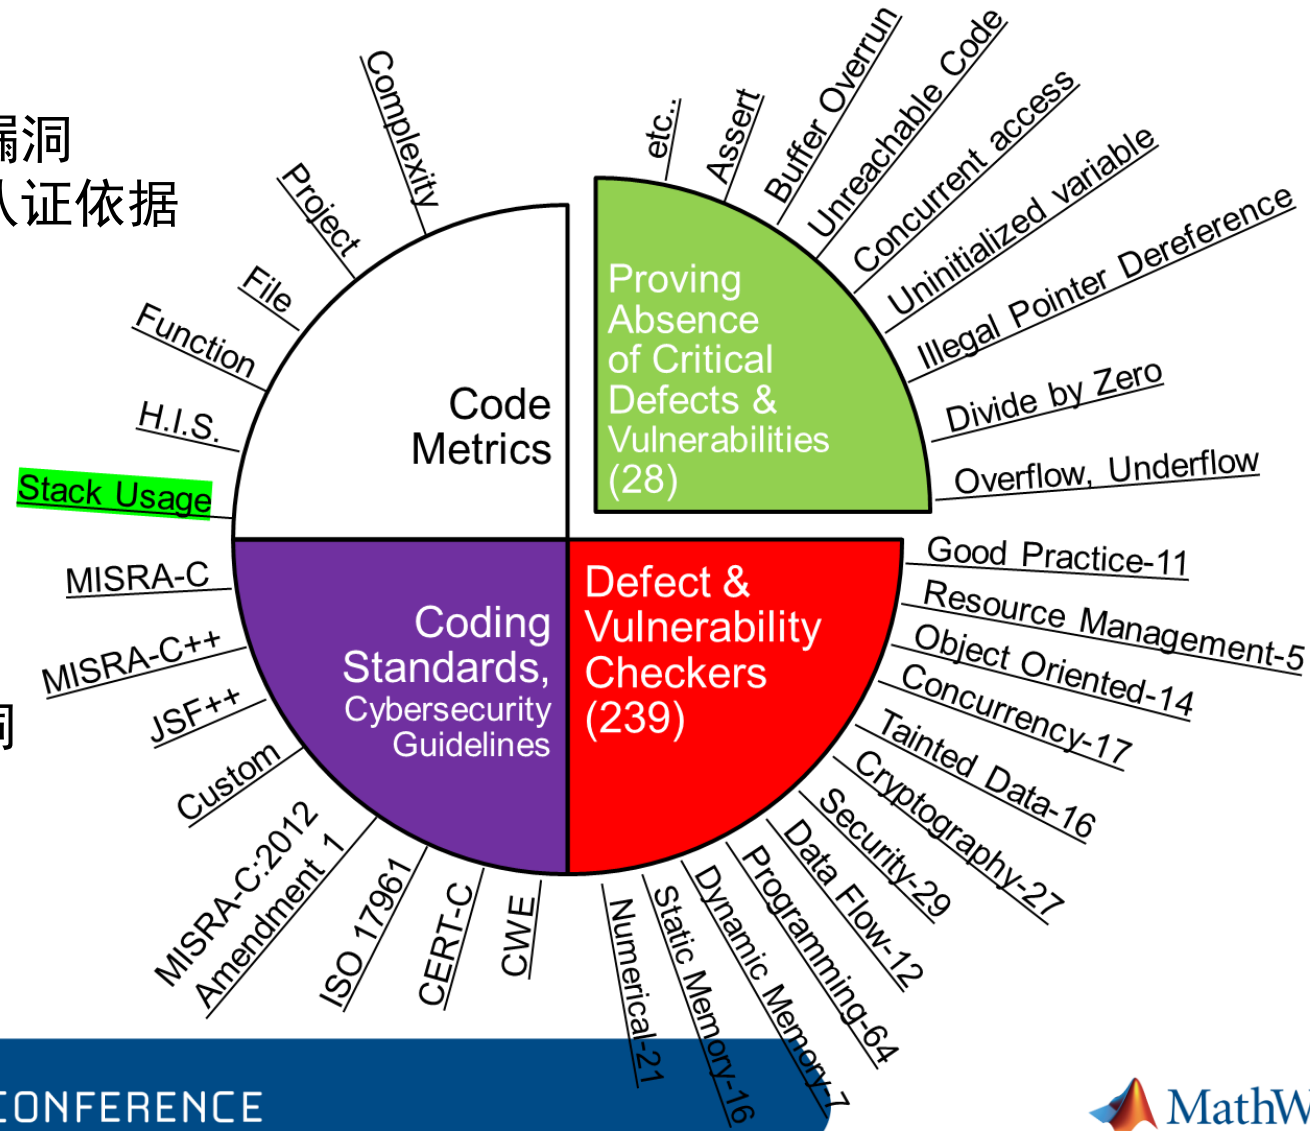 漏洞
认证依据
Complexity
Project
File
Function
H.I.S.
Stack Usage
Code
Metrics
etc..
Assert
Buffer Overrun
Unreachable Code
Concurrent access
Uninitialized variable
Illegal Pointer Dereference
Divide by Zero
Overflow, Underflow
Proving
Absence
of Critical
Defects &
Vulnerabilities
(28)
MISRA-C
MISRA-C++
JSF++
Custom
MISRA-C:2012
Amendment 1
ISO 17961
CERT-C
CWE
Coding
Standards,
Cybersecurity
Guidelines
Defect &
Vulnerability
Checkers
(239)
Good Practice-11
Resource Management-5
Object Oriented-14
Concurrency-17
Tainted Data-16
Cryptography-27
Security-29
Data Flow-12
Programming-64
Dynamic Memory-7
Static Memory-16
Numerical-21
CONFERENCE
MathW